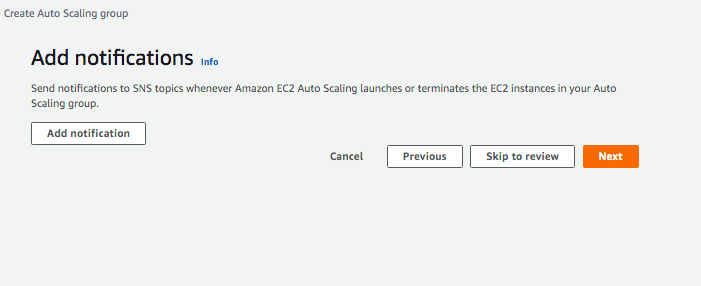 Create Auto Scaling group
Add notifications Info
Send notifications to SNS topics whenever Amazon EC2 Auto Scaling launches or terminates the EC2 instances in your Auto
Scaling group.
Add notification
Cancel Previous Skip to review Next